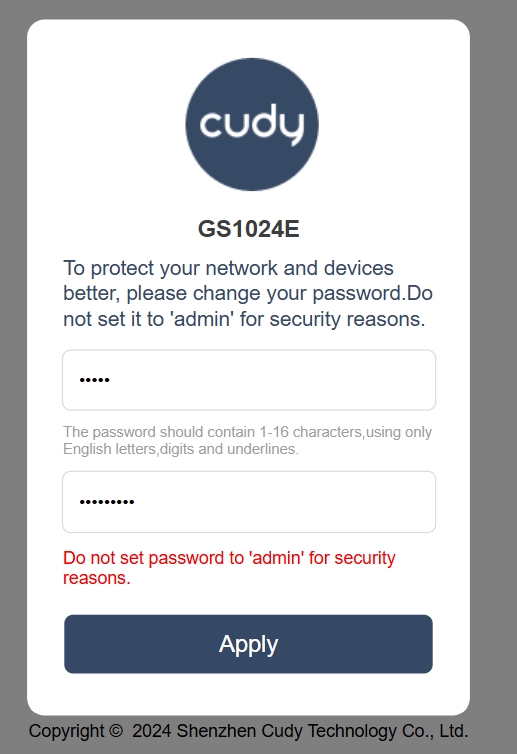 cudy
GS1024E
To protect your network and devices
better, please change your password.Do
not set it to 'admin' for security reasons.
•••••
The password should contain 1-16 characters,using only
English letters,digits and underlines.
•••••••••
Do not set password to 'admin' for security
reasons.
Apply
Copyright © 2024 Shenzhen Cudy Technology Co., Ltd.